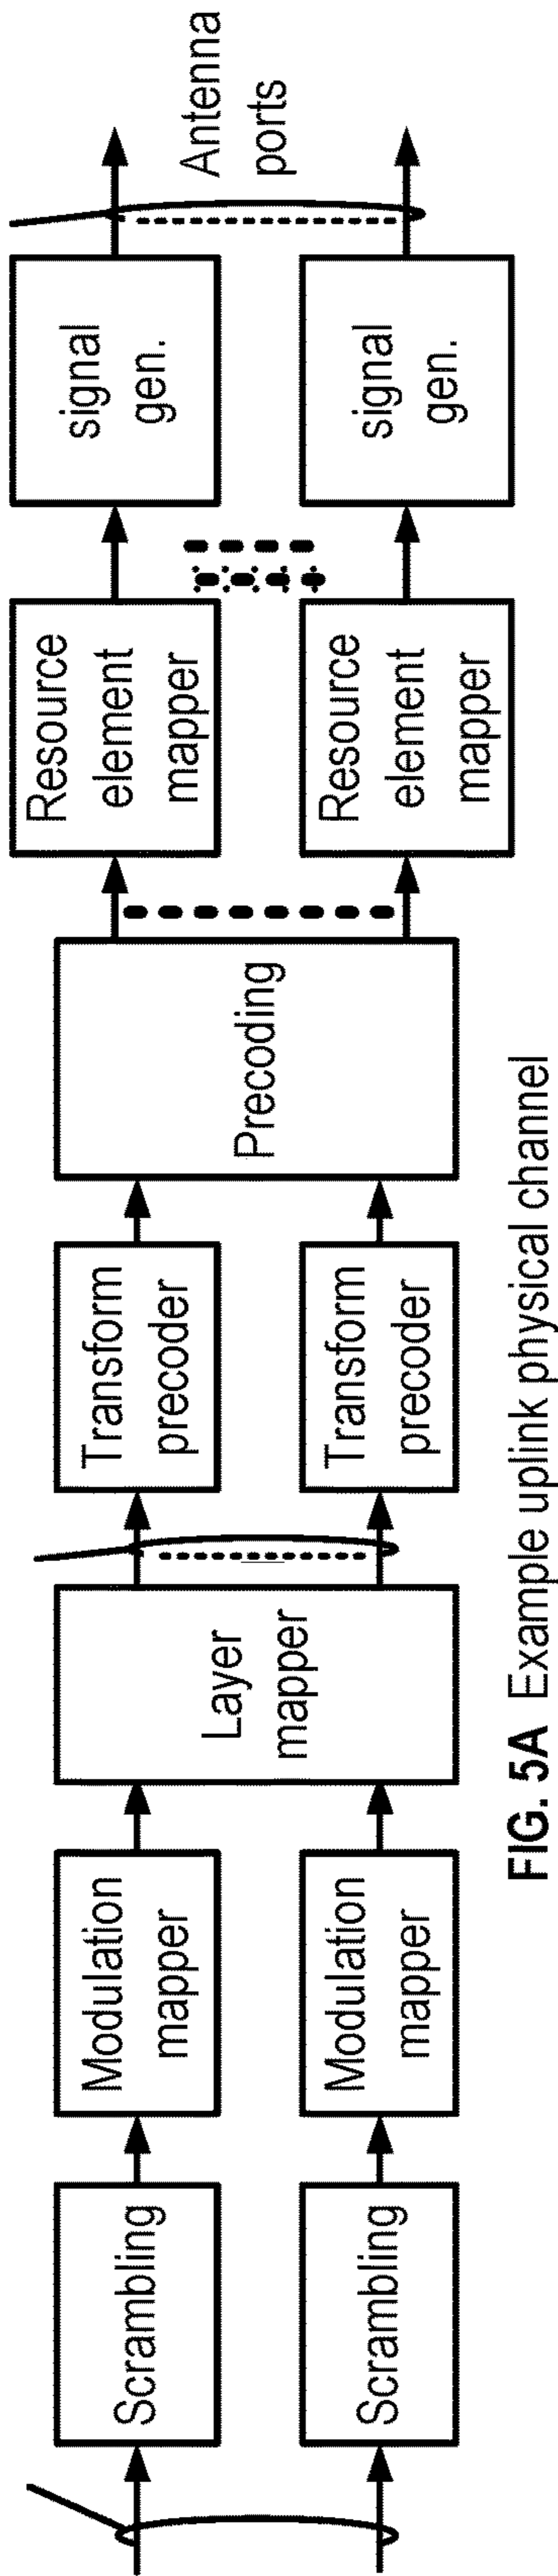 Scrambling
Scrambling
Modulation
mapper
Modulation
mapper
Layer
mapper
Transform
precoder
Transform
precoder
Precoding
Resource
element
mapper
Resource
element
mapper
signal
gen.
signal
gen.
Antenna
ports
FIG. 5A Example uplink physical channel